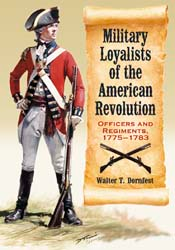 Military
Loyalists
of the
American
Revolution
Officers and
Regiments,
1775–1783
Walter T. Dornfest